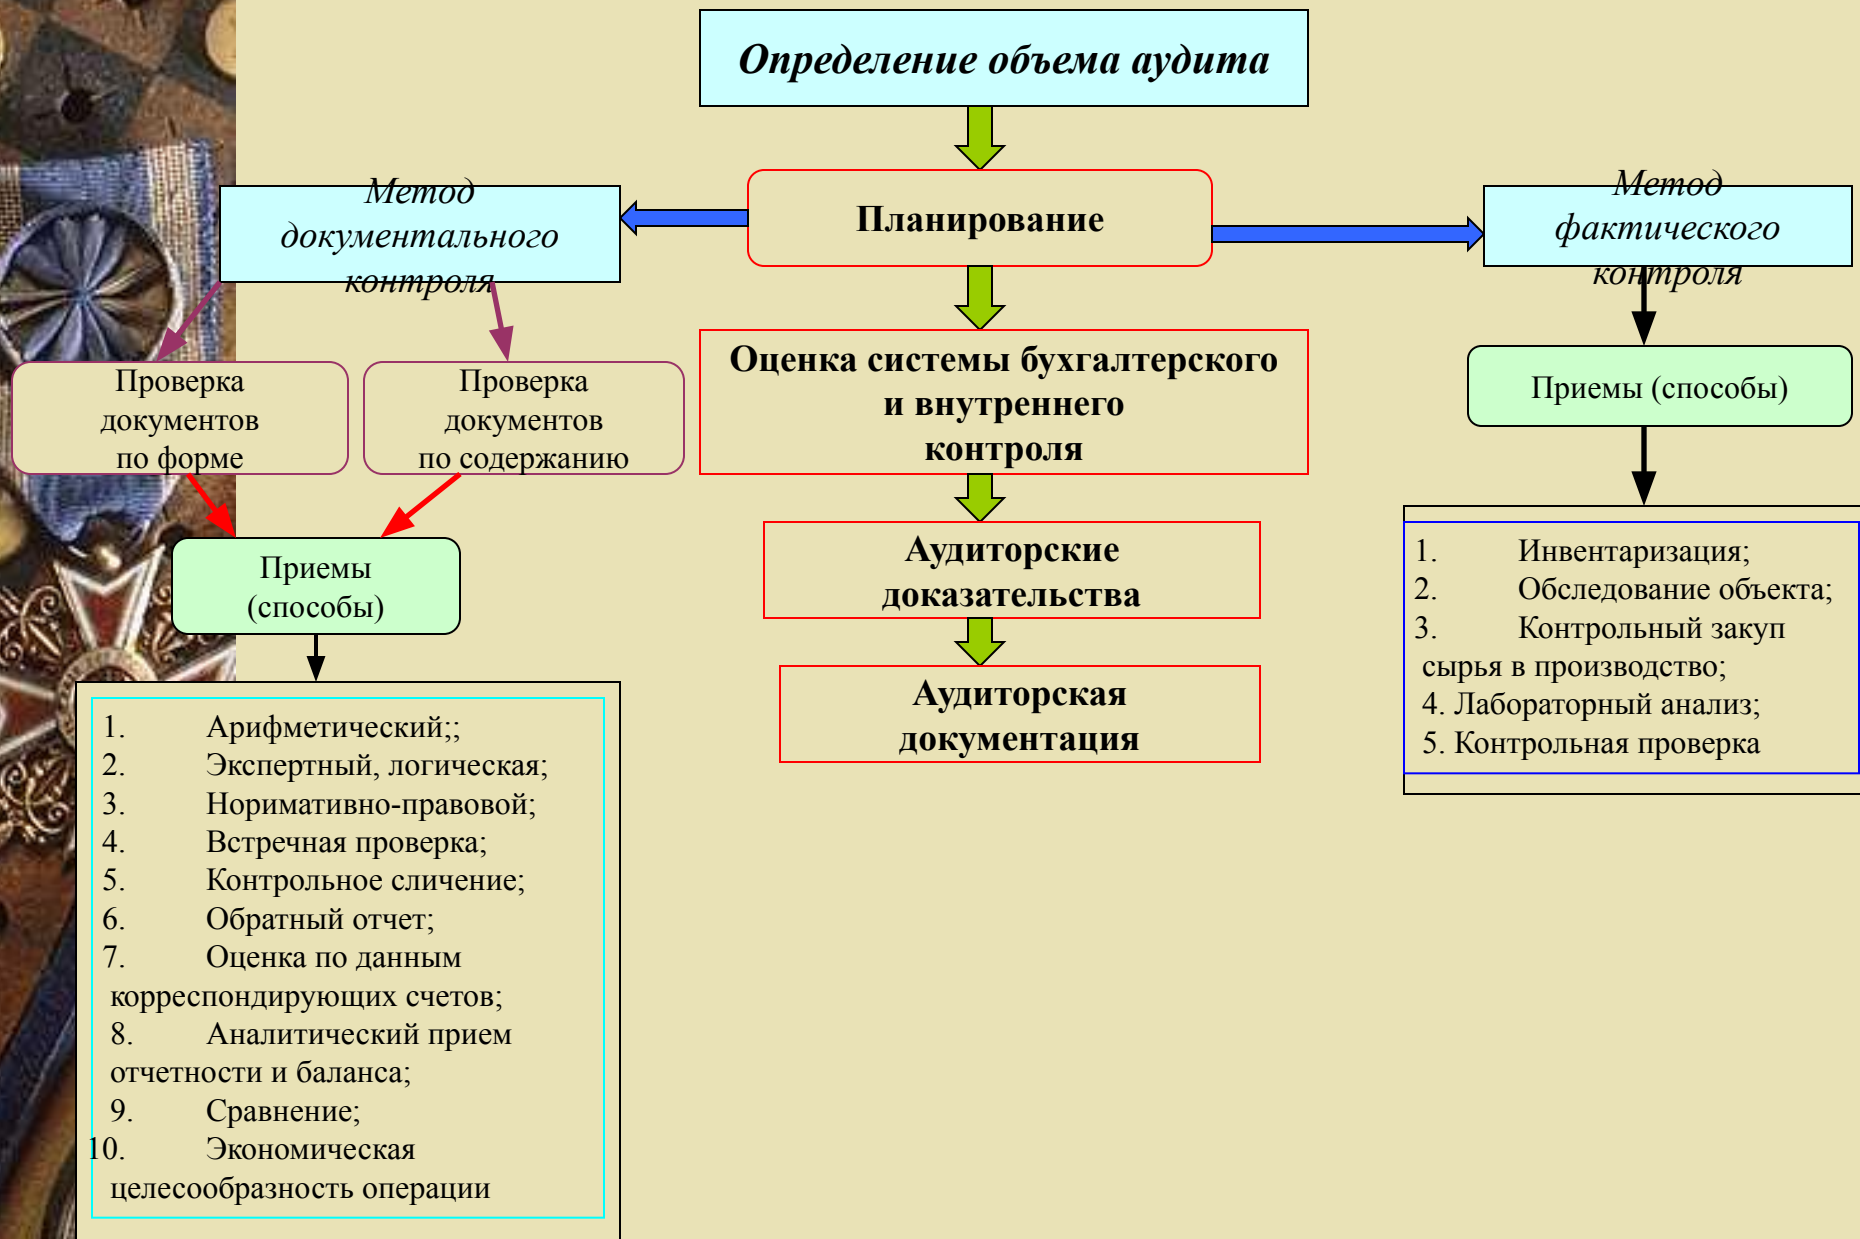 Определение объема аудита
Планирование
Метод
документального
контроля
Метод
фактического
контроля
Проверка
документов
по форме
Проверка
документов
по содержанию
Оценка системы бухгалтерского
и внутреннего
контроля
Приемы (способы)
Приемы
(способы)
Аудиторские
доказательства
Аудиторская
документация
1. Инвентаризация;
2. Обследование объекта;
3. Контрольный закуп
сырья в производство;
4. Лабораторный анализ;
5. Контрольная проверка
1. Арифметический;;
2. Экспертный, логическая;
3. Норимативно-правовой;
4. Встречная проверка;
5. Контрольное сличение;
6. Обратный отчет;
7. Оценка по данным
корреспондирующих счетов;
8. Аналитический прием
отчетности и баланса;
9. Сравнение;
10. Экономическая
целесообразность операции